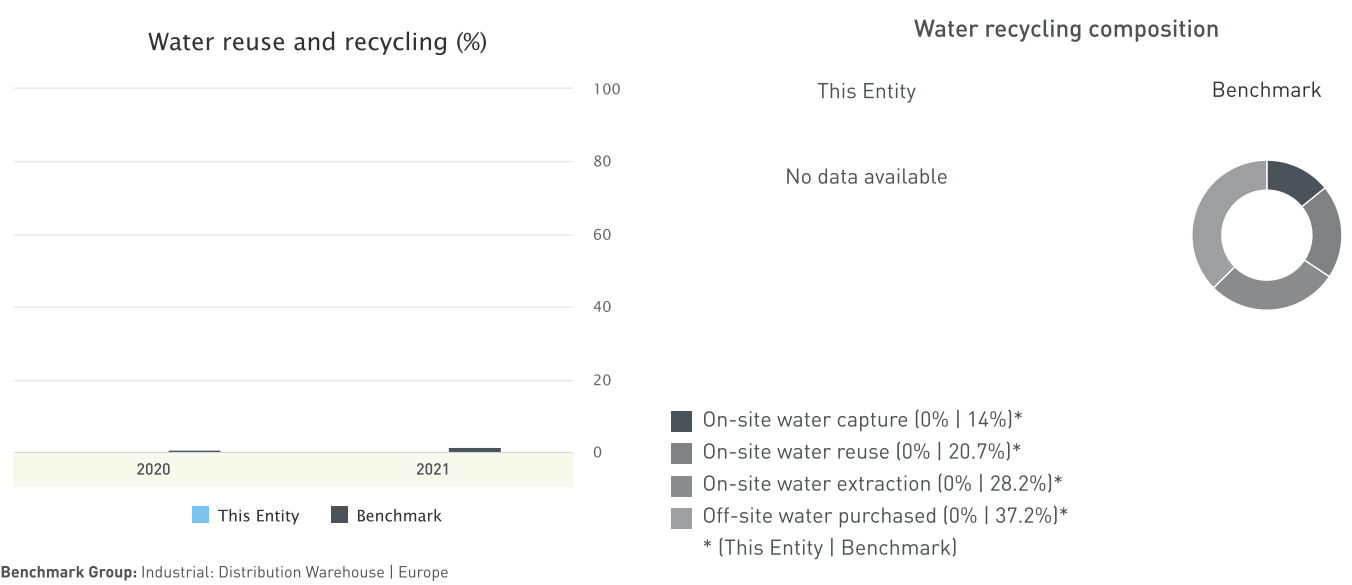 Water reuse and recycling (%)
100
80
60
40
20
0
2020 2021
This Entity Benchmark
Benchmark Group: Industrial: Distribution Warehouse | Europe
Water recycling composition
This Entity Benchmark
No data available
On-site water capture (0% | 14%)*
On-site water reuse (0% | 20.7%)*
On-site water extraction (0% | 28.2%)*
Off-site water purchased (0% | 37.2%)*
* (This Entity | Benchmark)